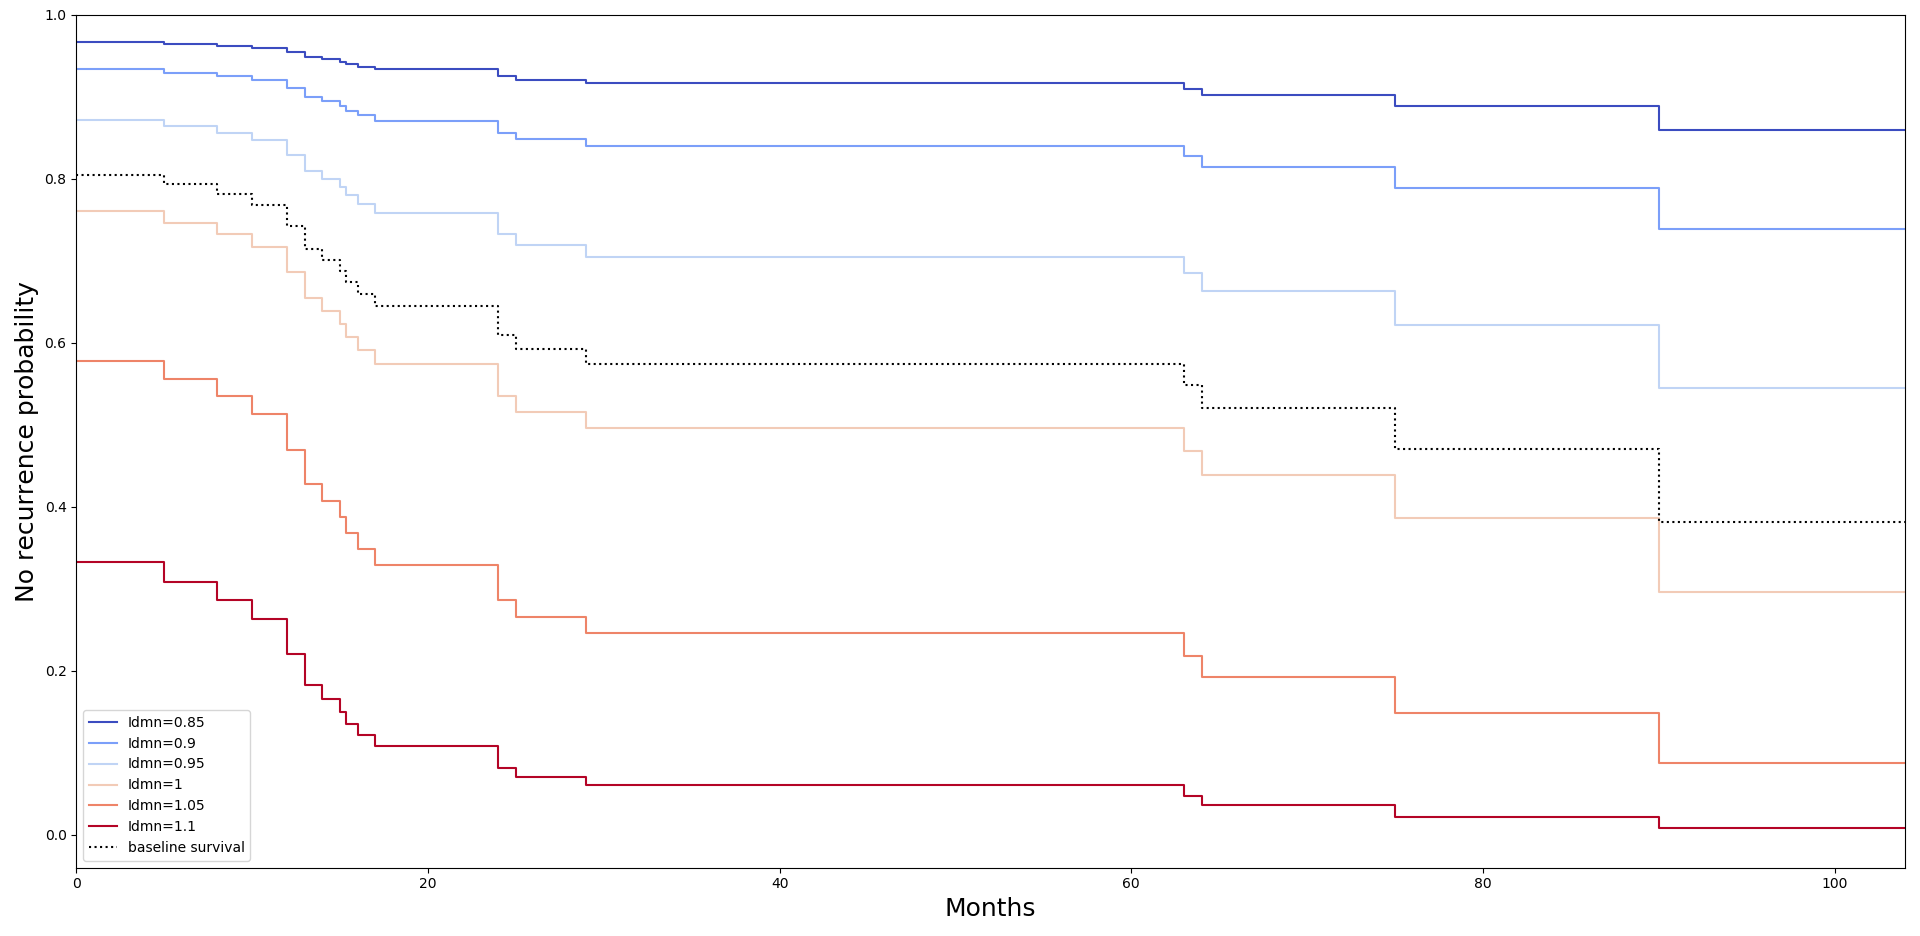 No recurrence probability
1.0
0.8
0.6
0.4
0.2
0.0
Idmn=0.85
Idmn=0.9
Idmn=0.95
Idmn=1
Idmn=1.05
Idmn=1.1
baseline survival
0 20 40 60 80 100
Months